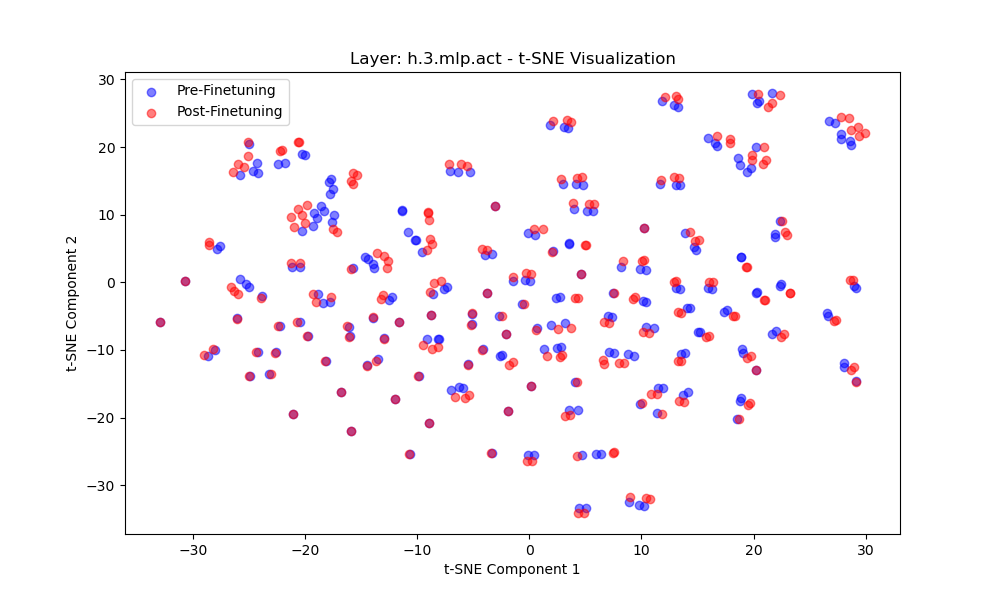 Layer: h.3.mlp.act - t-SNE Visualization
Pre-Finetuning
Post-Finetuning
30
20
10
0
−10
−20
−30
t-SNE Component 2
−30 −20 −10 0 10 20 30
t-SNE Component 1